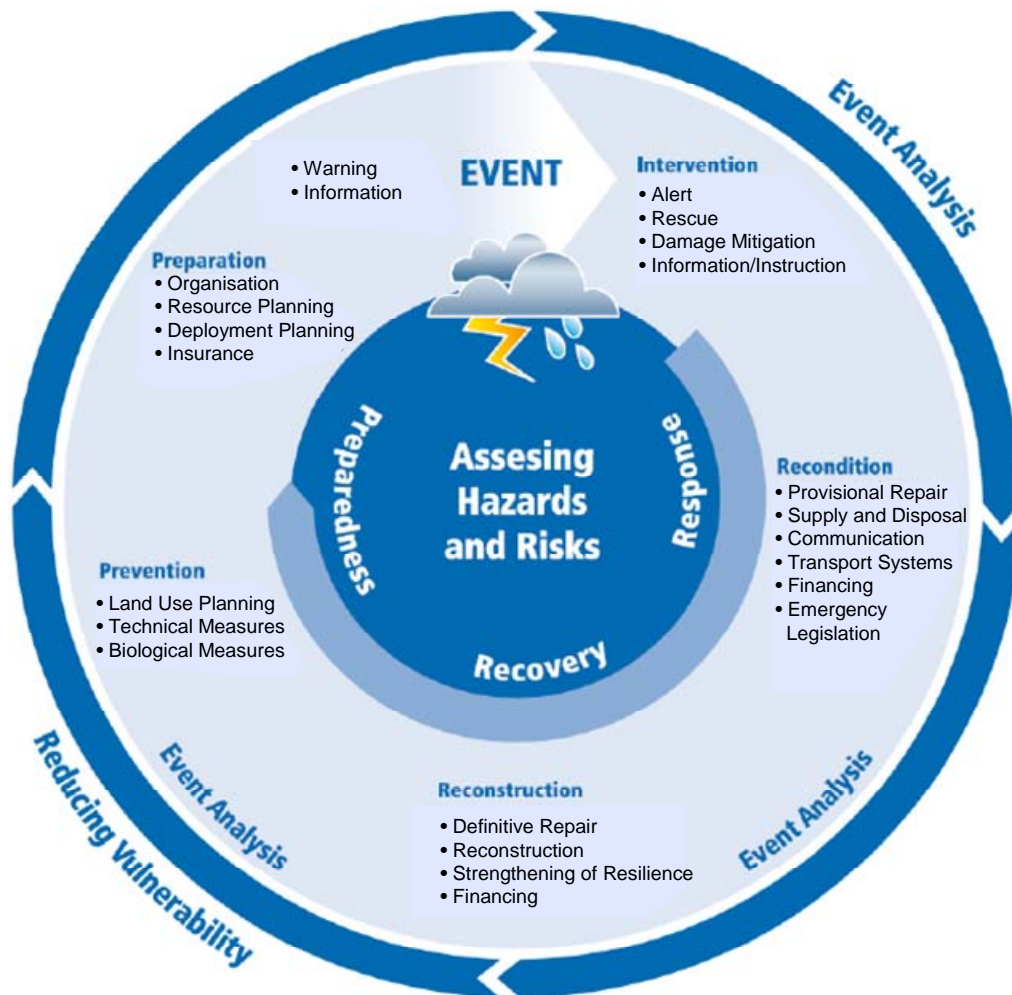 Event Analysis
EVENT
• Warning
• Information
Intervention
• Alert
• Rescue
• Damage Mitigation
• Information/Instruction
Preparation
• Organisation
• Resource Planning
• Deployment Planning
• Insurance
Preparedness
Assesing
Hazards
and Risks
Response
Recovery
Recondition
• Provisional Repair
• Supply and Disposal
• Communication
• Transport Systems
• Financing
• Emergency
Legislation
Prevention
• Land Use Planning
• Technical Measures
• Biological Measures
Event Analysis
Reconstruction
• Definitive Repair
• Reconstruction
• Strengthening of Resilience
• Financing
Event Analysis
Reducing Vulnerability